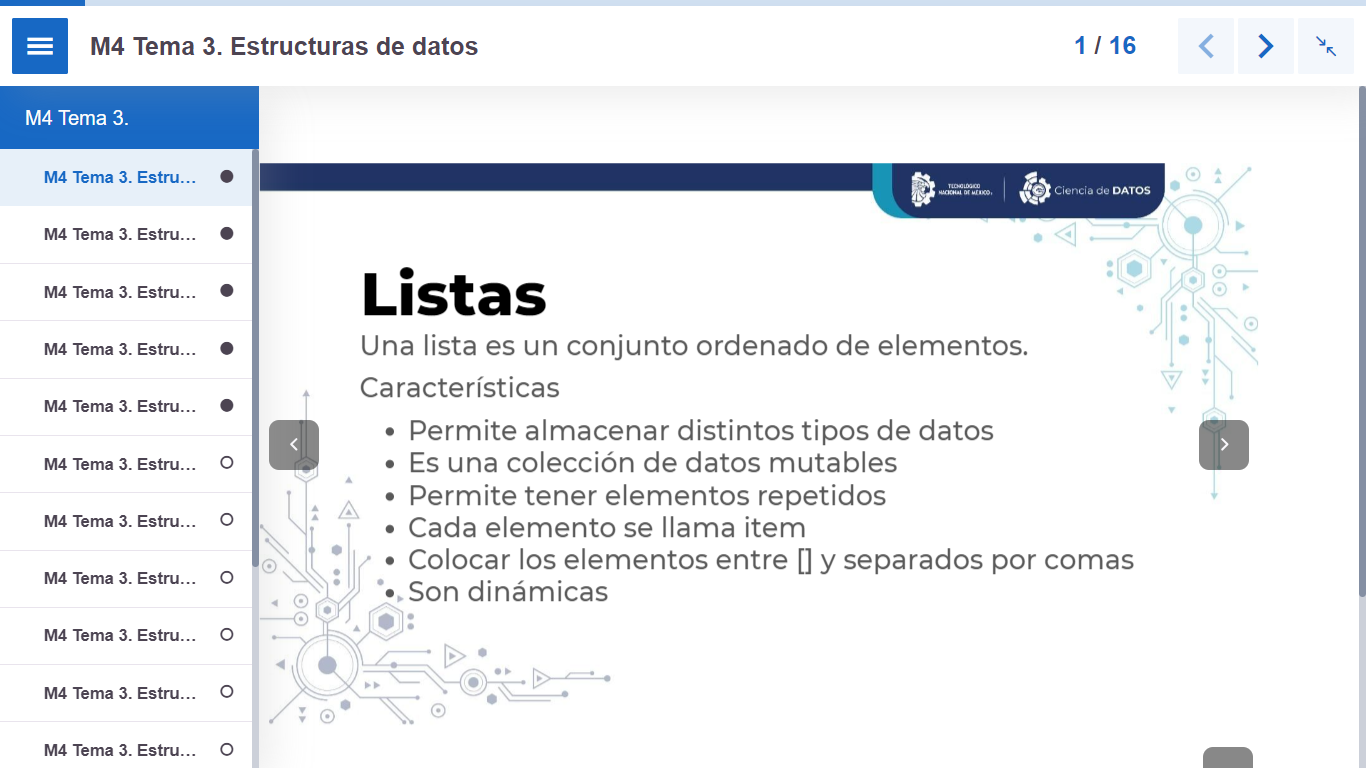 M4 Tema 3. Estructuras de datos
1 / 16
M4 Tema 3.
M4 Tema 3. Estru...
M4 Tema 3. Estru...
M4 Tema 3. Estru...
M4 Tema 3. Estru...
M4 Tema 3. Estru...
M4 Tema 3. Estru...
M4 Tema 3. Estru...
M4 Tema 3. Estru...
M4 Tema 3. Estru...
M4 Tema 3. Estru...
M4 Tema 3. Estru...
TECNOLÓGICO
NACIONAL DE MÉXICO
Ciencia de DATOS
Listas
Una lista es un conjunto ordenado de elementos.
Características
• Permite almacenar distintos tipos de datos
• Es una colección de datos mutables
• Permite tener elementos repetidos
• Cada elemento se llama item
• Colocar los elementos entre [] y separados por comas
• Son dinámicas